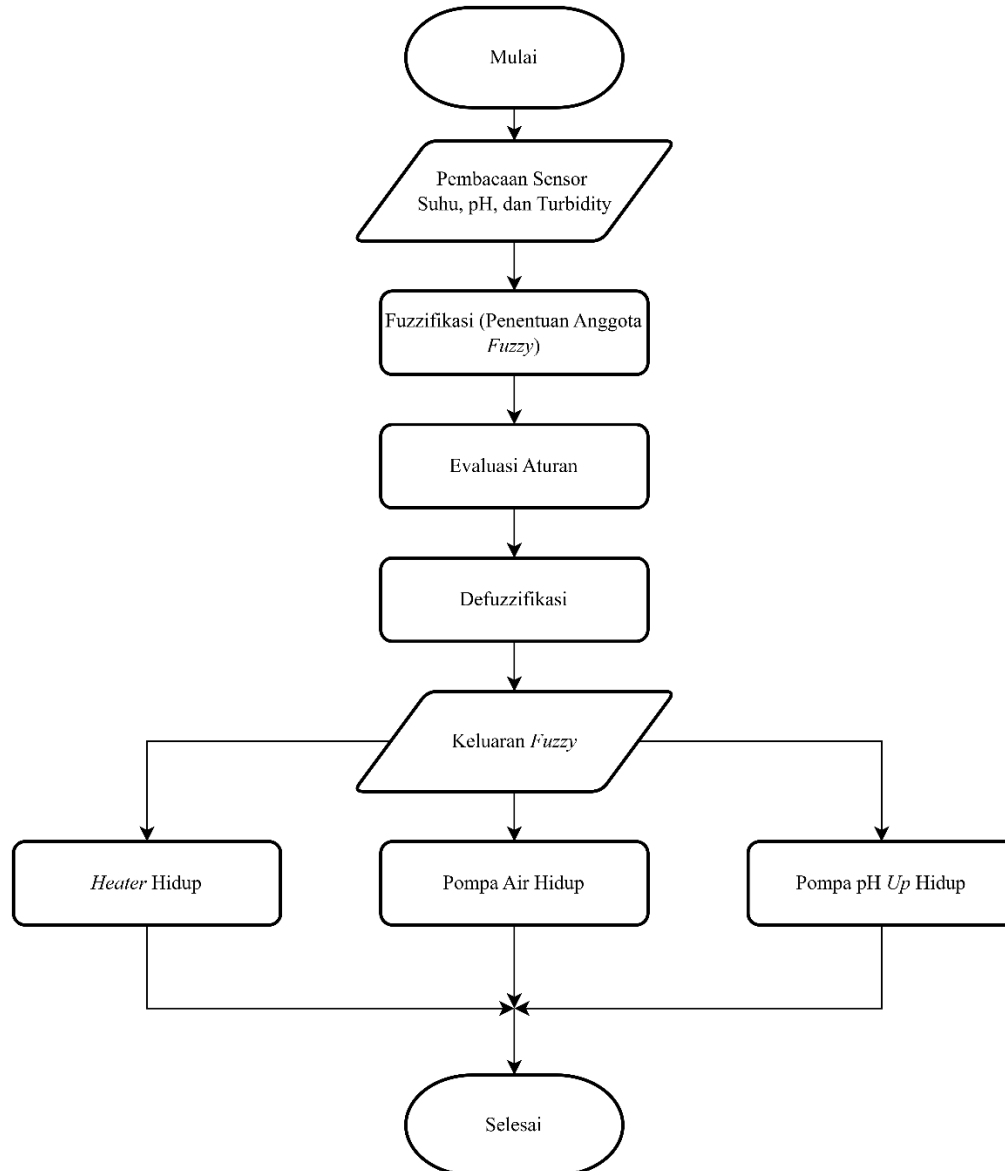 Mulai
Pembacaan Sensor
Suhu, pH, dan Turbidity
Fuzzifikasi (Penentuan Anggota
Fuzzy)
Evaluasi Aturan
Defuzzifikasi
Keluaran Fuzzy
Heater Hidup
Pompa Air Hidup
Pompa pH Up Hidup
Selesai